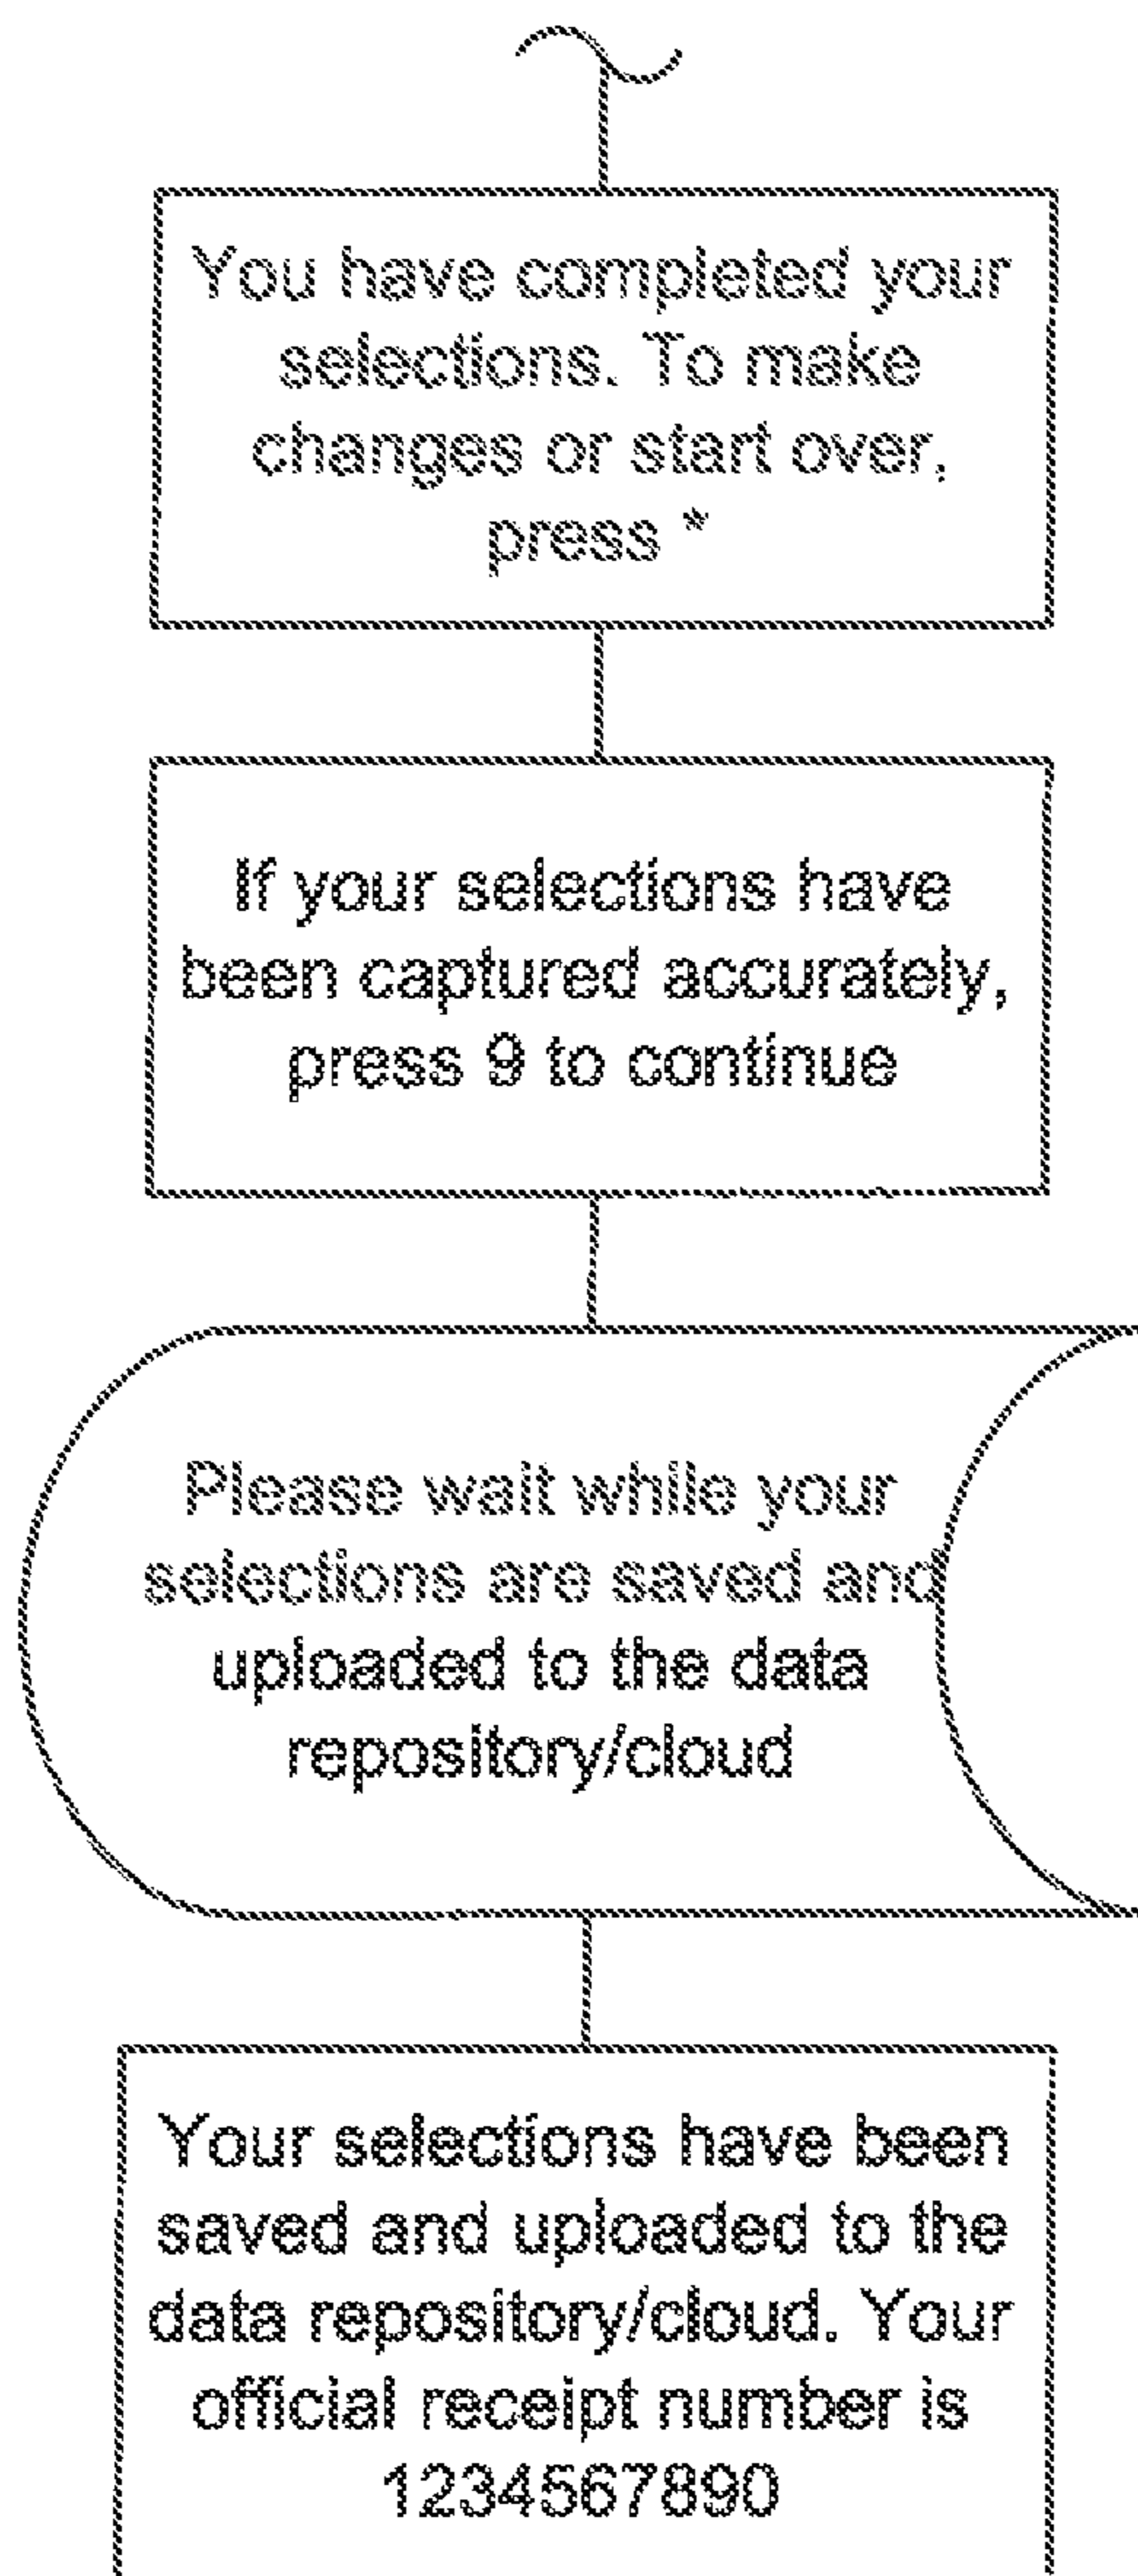 You have completed your
selections. To make
changes or start over,
press *
If your selections have
been captured accurately,
press 9 to continue
Please wait while your
selections are saved and
uploaded to the data
repository/cloud
Your selections have been
saved and uploaded to the
data repository/cloud. Your
official receipt number is
1234567890